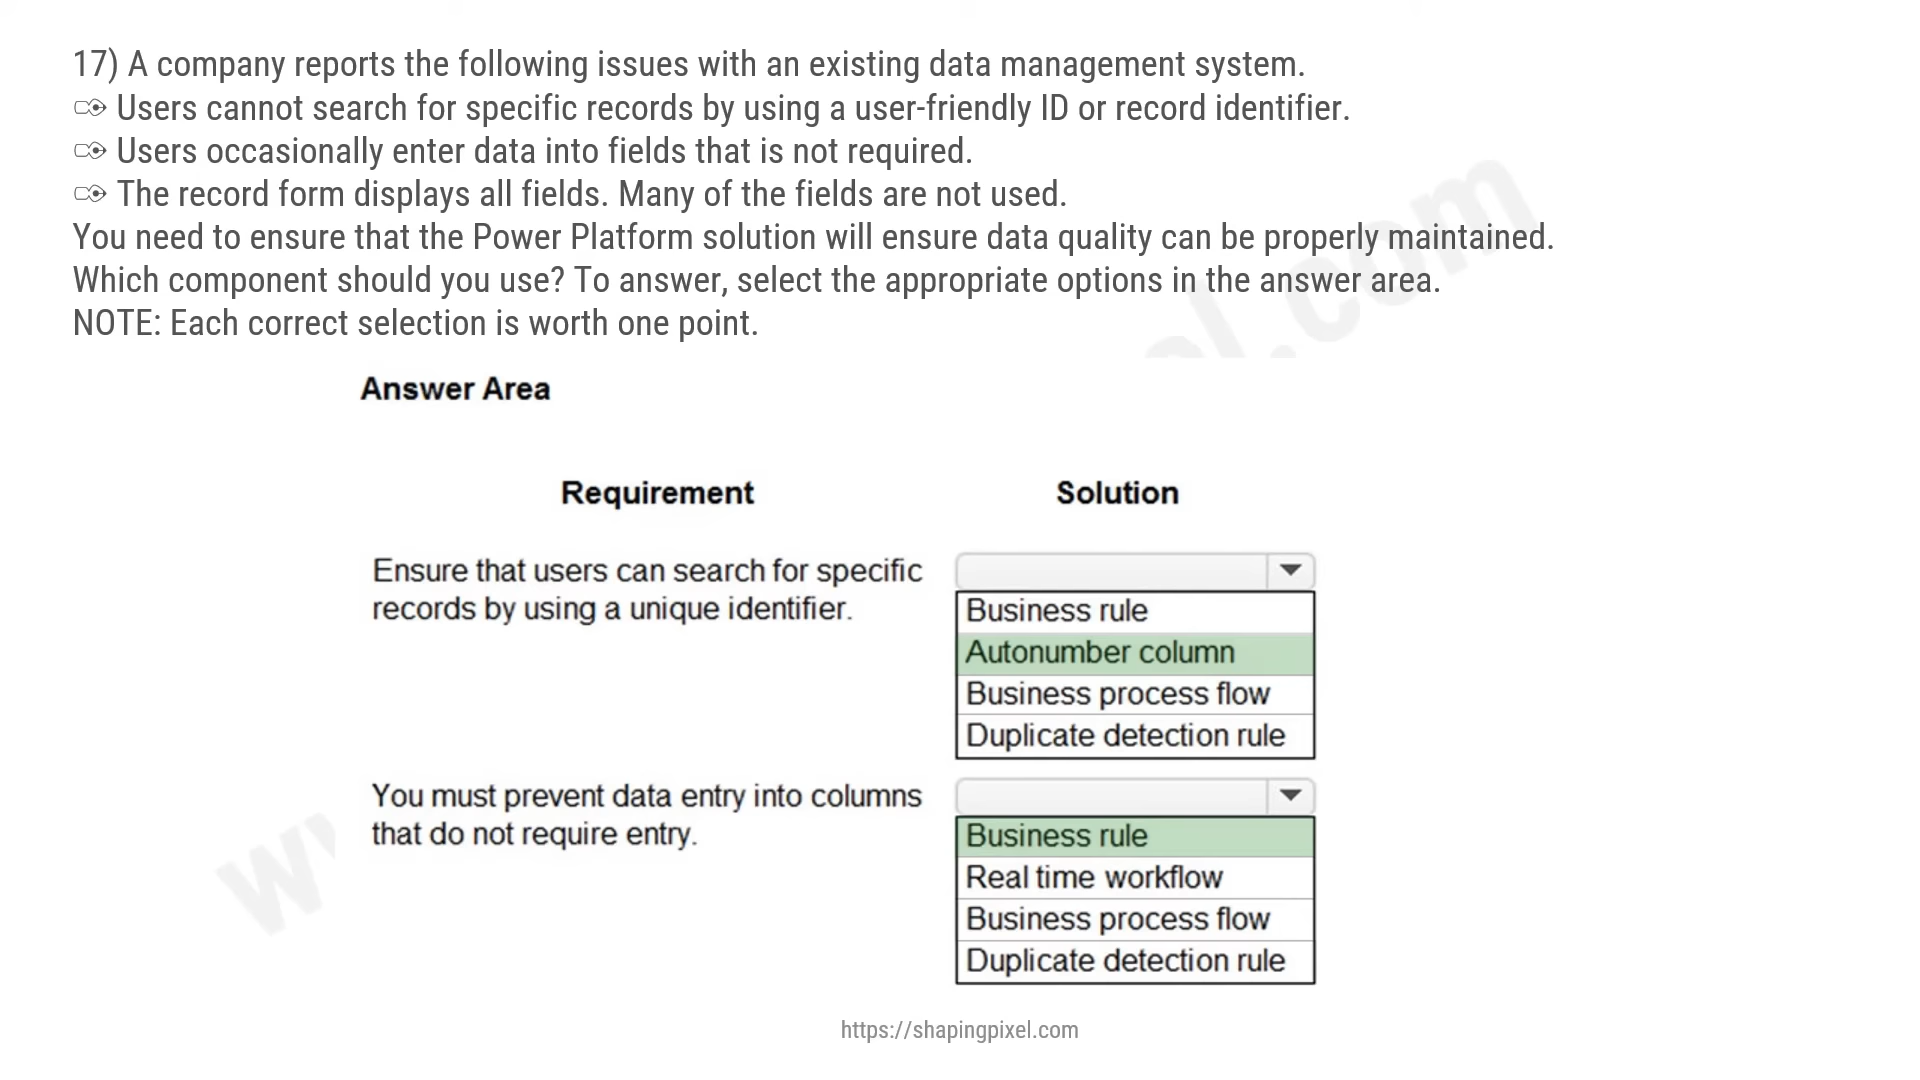 17) A company reports the following issues with an existing data management system.
Users cannot search for specific records by using a user-friendly ID or record identifier.
Users occasionally enter data into fields that is not required.
The record form displays all fields. Many of the fields are not used.
You need to ensure that the Power Platform solution will ensure data quality can be properly maintained.
Which component should you use? To answer, select the appropriate options in the answer area.
NOTE: Each correct selection is worth one point.
Answer Area
Requirement Solution
Ensure that users can search for specific
records by using a unique identifier.
Business rule
Autonumber column
Business process flow
Duplicate detection rule
You must prevent data entry into columns
that do not require entry.
Business rule
Real time workflow
Business process flow
Duplicate detection rule
https://shapingpixel.com